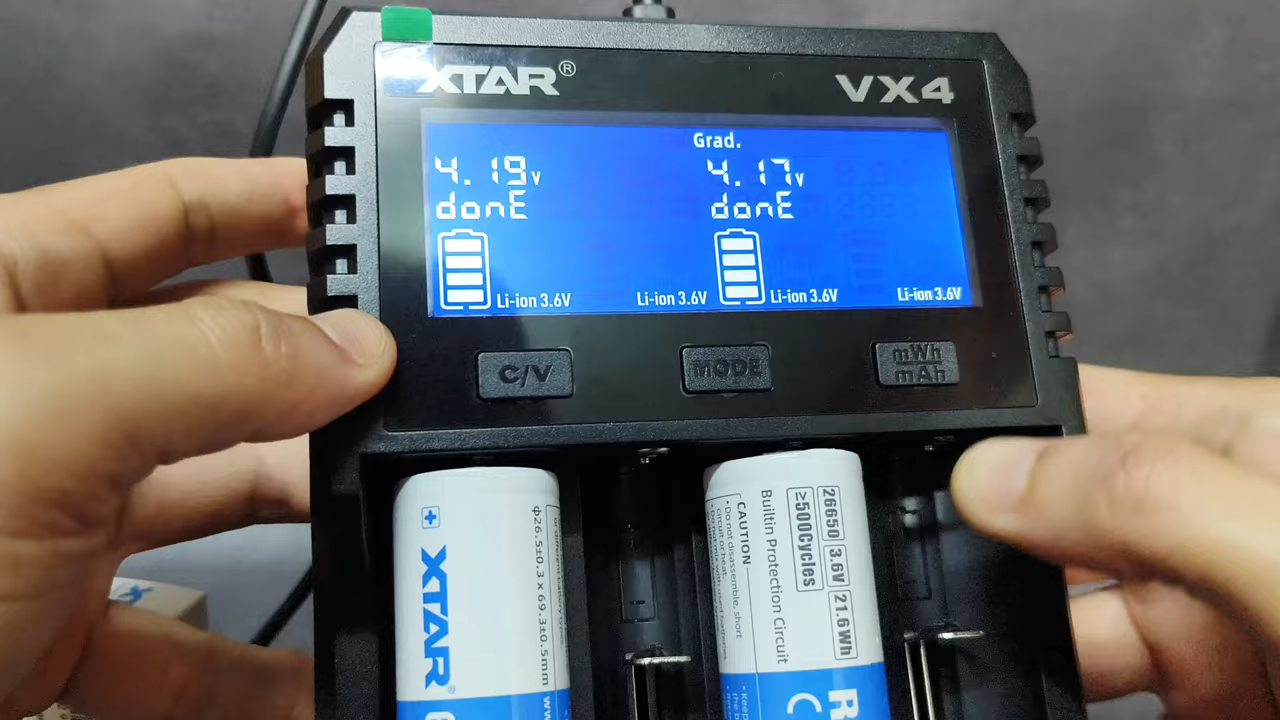 XTAR®
VX4
Grad.
4.19v
4.17v
donE
donE
Li-ion 3.6V
Li-ion 3.6V
Li-ion 3.6V
Li-ion 3.6V
C/V
MODE
mWh
mAh
XTAR®
Φ26.5±0.3 x 69.3±0.5mm
26650 3.6V 21.6Wh
≥500Cycles
Builtin Protection Circuit
CAUTION
• Do not disassemble, short
circuit or heat.